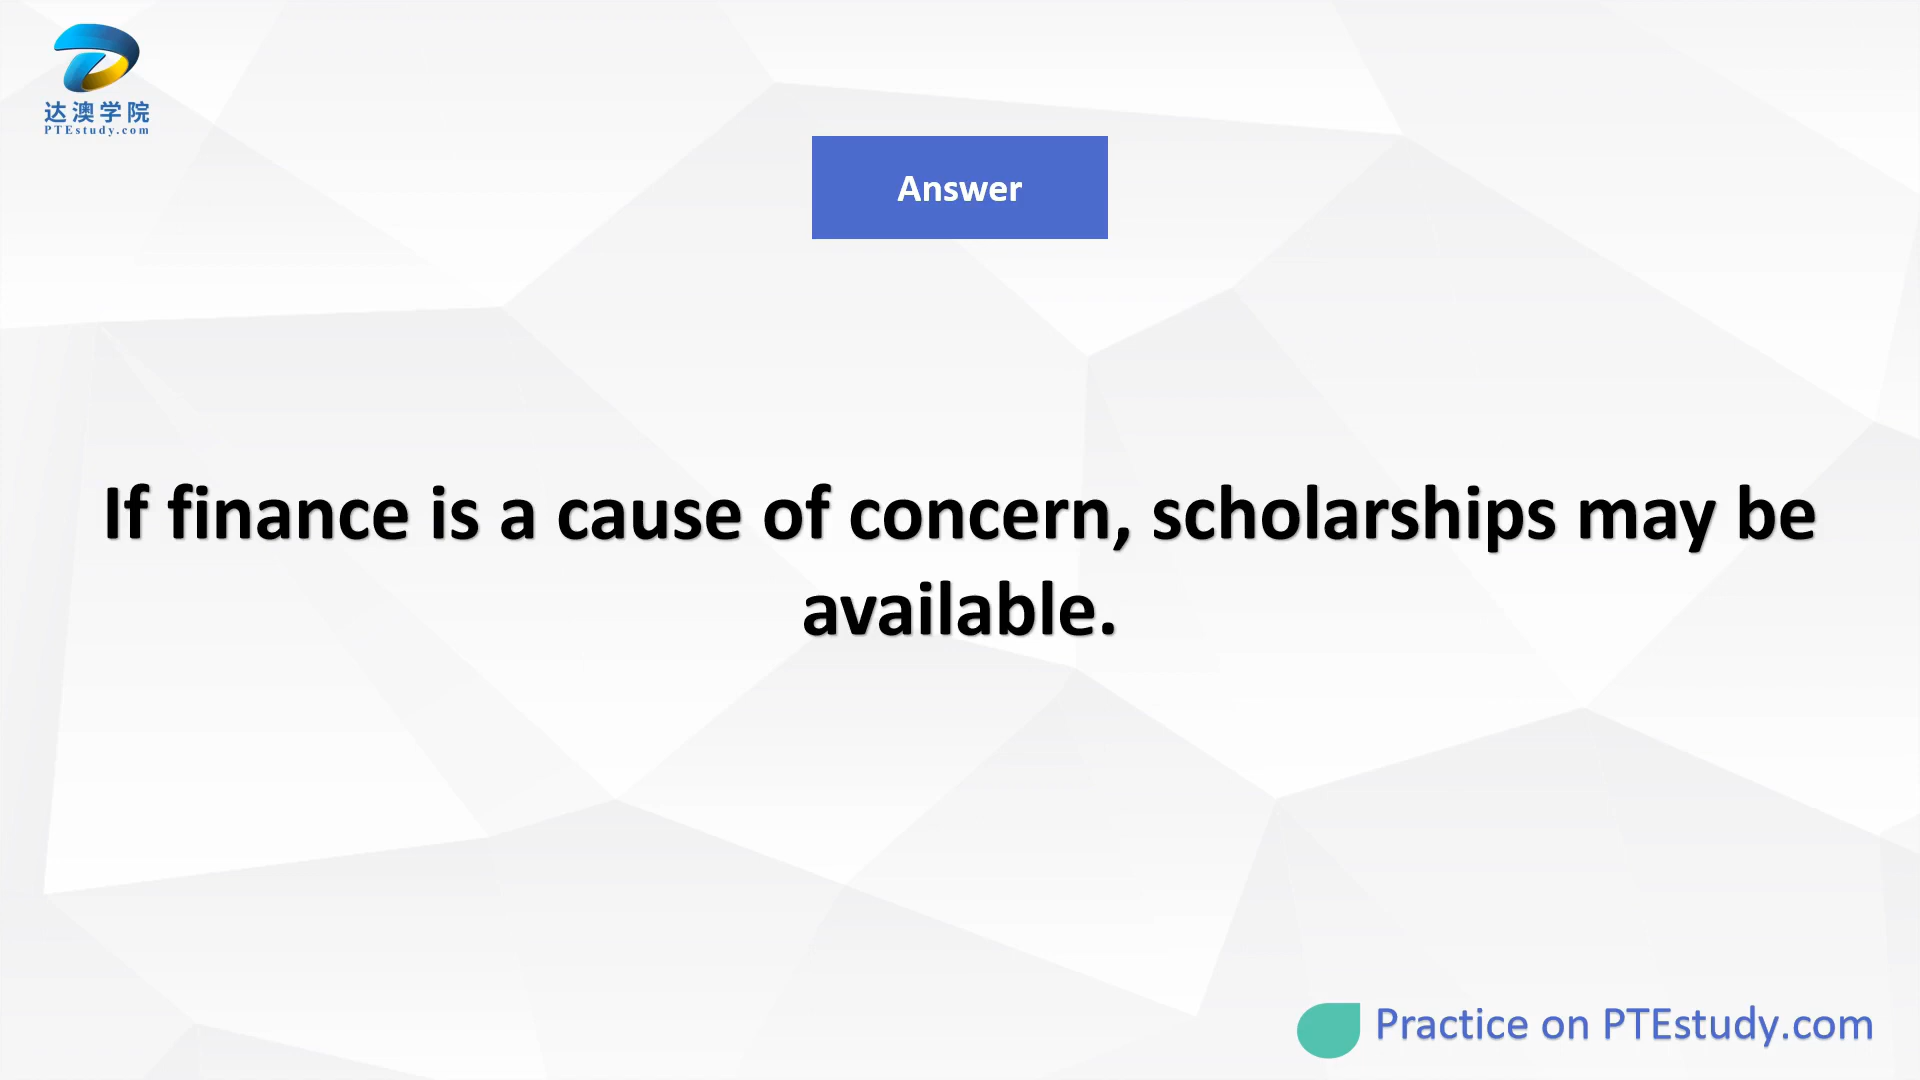 达澳学院
PTEstudy.com
Answer
If finance is a cause of concern, scholarships may be
available.
Practice on PTEstudy.com